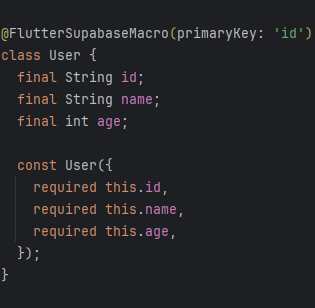 @FlutterSupabaseMacro(primaryKey: 'id')
class User {
  final String id;
  final String name;
  final int age;

  const User({
    required this.id,
    required this.name,
    required this.age,
  });
}